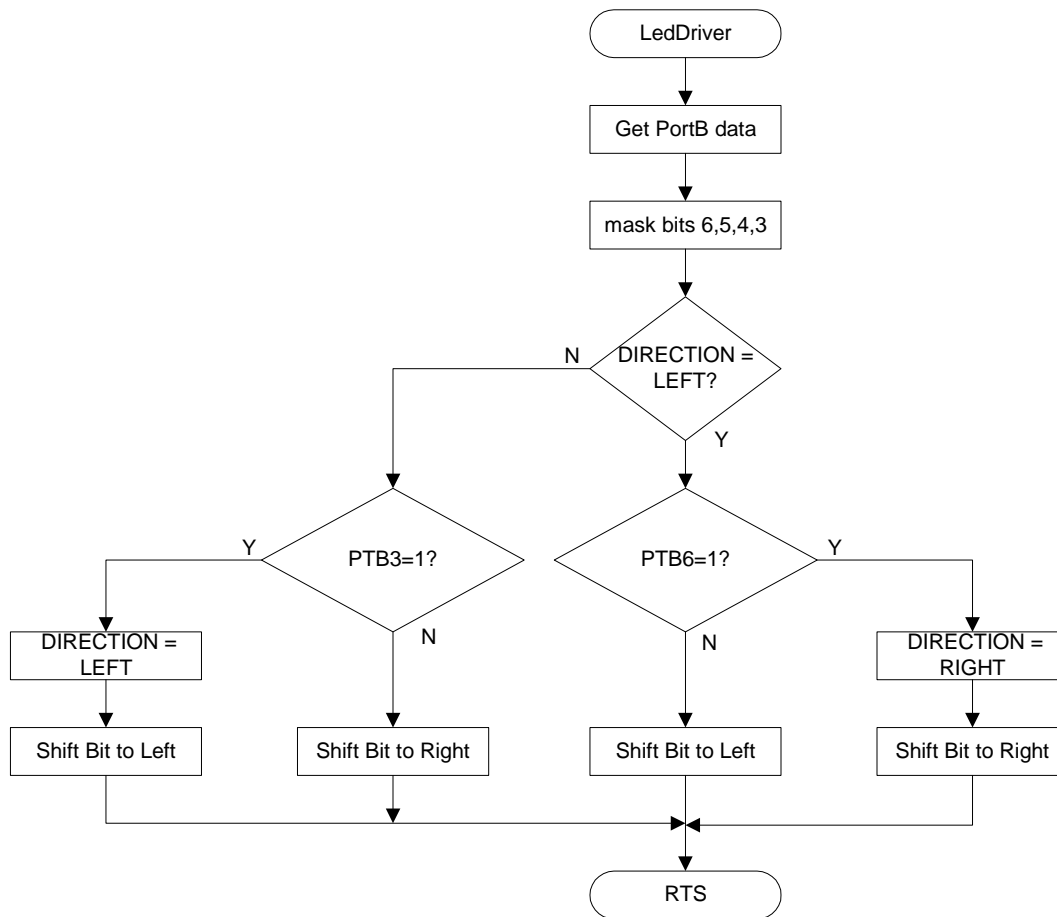 LedDriver
Get PortB data
mask bits 6,5,4,3
N
DIRECTION =
LEFT?
Y
Y
PTB3=1?
PTB6=1?
Y
DIRECTION =
LEFT
N
N
DIRECTION =
RIGHT
Shift Bit to Left
Shift Bit to Right
Shift Bit to Left
Shift Bit to Right
RTS